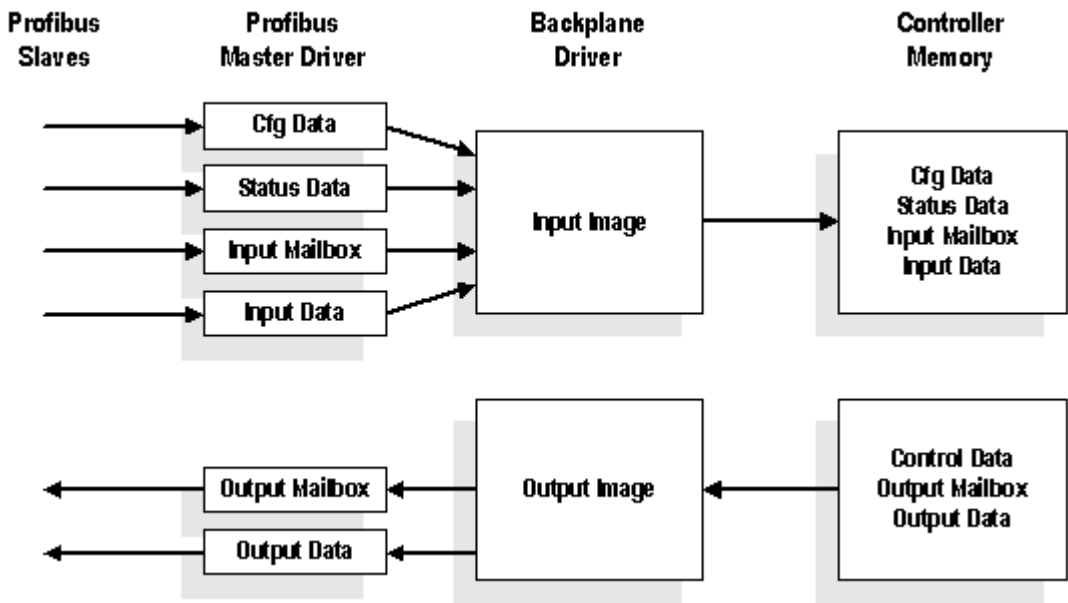 Profibus Slaves
Profibus Master Driver
Backplane Driver
Controller Memory
Cfg Data
Status Data
Input Mailbox
Input Data
Input Image
Cfg Data
Status Data
Input Mailbox
Input Data
Output Mailbox
Output Data
Output Image
Control Data
Output Mailbox
Output Data